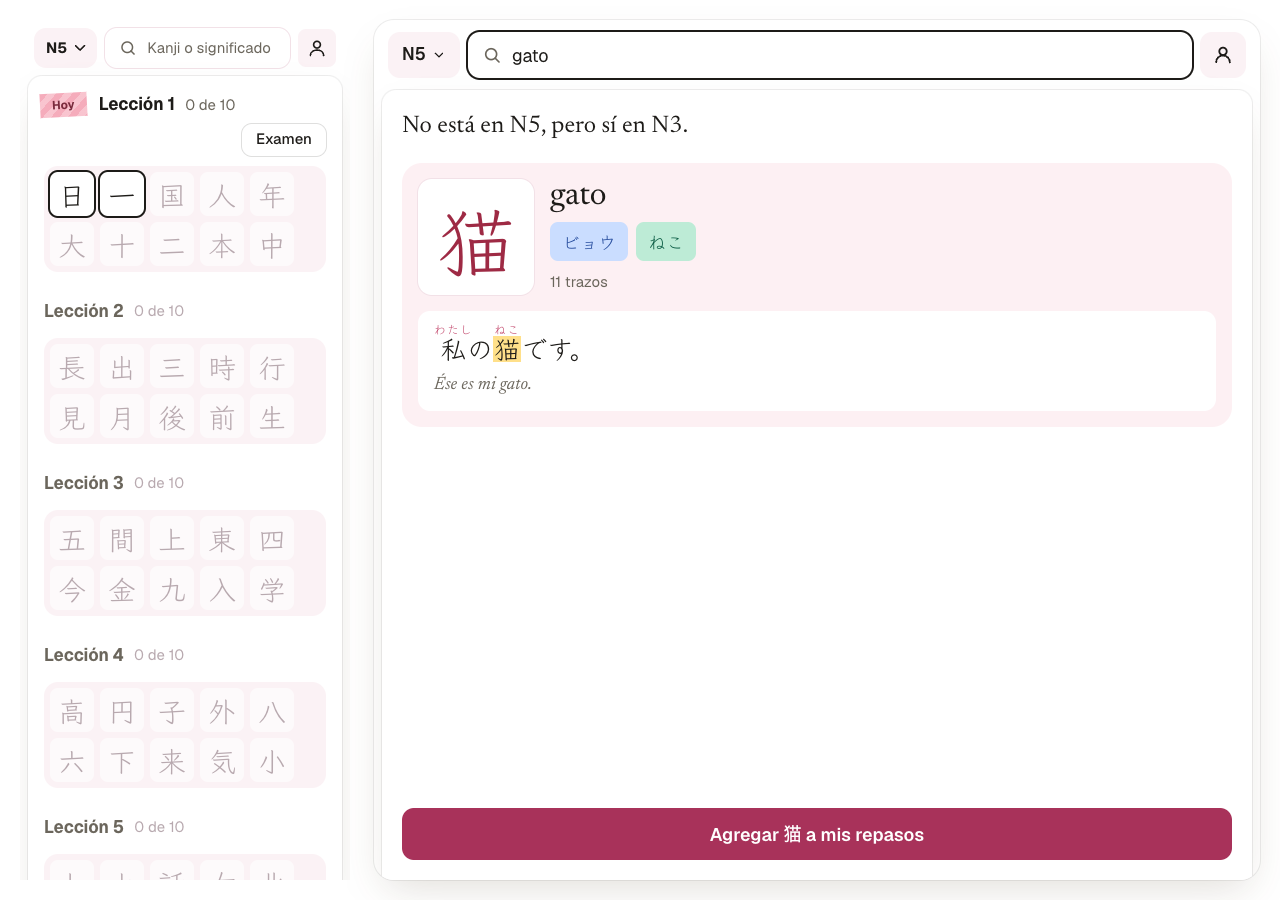 N5
Kanji o significado
Hoy
Lección 1 0 de 10
Examen
日 一 国 人 年
大 十 二 本 中
Lección 2 0 de 10
長 出 三 時 行
見 月 後 前 生
Lección 3 0 de 10
五 間 上 東 四
今 金 九 入 学
Lección 4 0 de 10
高 円 子 外 八
六 下 来 気 小
Lección 5 0 de 10
N5
gato
No está en N5, pero sí en N3.
猫
gato
ビョウ ねこ
11 trazos
わたし ねこ
私の猫です。
Ése es mi gato.
Agregar 猫 a mis repasos